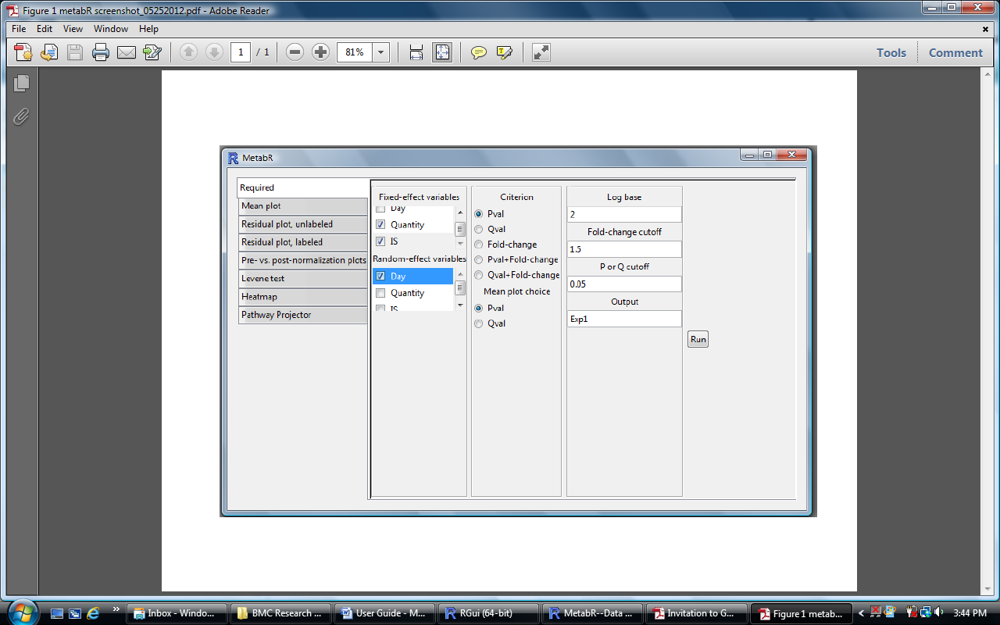 Figure 1 metabR screenshot_05252012.pdf - Adobe Reader
File Edit View Window Help
1 / 1 81% Tools Comment
MetabR
Required
Mean plot
Residual plot, unlabeled
Residual plot, labeled
Pre- vs. post-normalization plots
Levene test
Heatmap
Pathway Projector
Fixed-effect variables
Day
Quantity
IS
Random-effect variables
Day
Quantity
IS
Criterion
Pval
Qval
Fold-change
Pval+Fold-change
Qval+Fold-change
Mean plot choice
Pval
Qval
Log base
2
Fold-change cutoff
1.5
P or Q cutoff
0.05
Output
Exp1
Run
Inbox - Windo... BMC Research ... User Guide - M... RGui (64-bit) MetabR--Data ... Invitation to G... Figure 1 metab... 3:44 PM